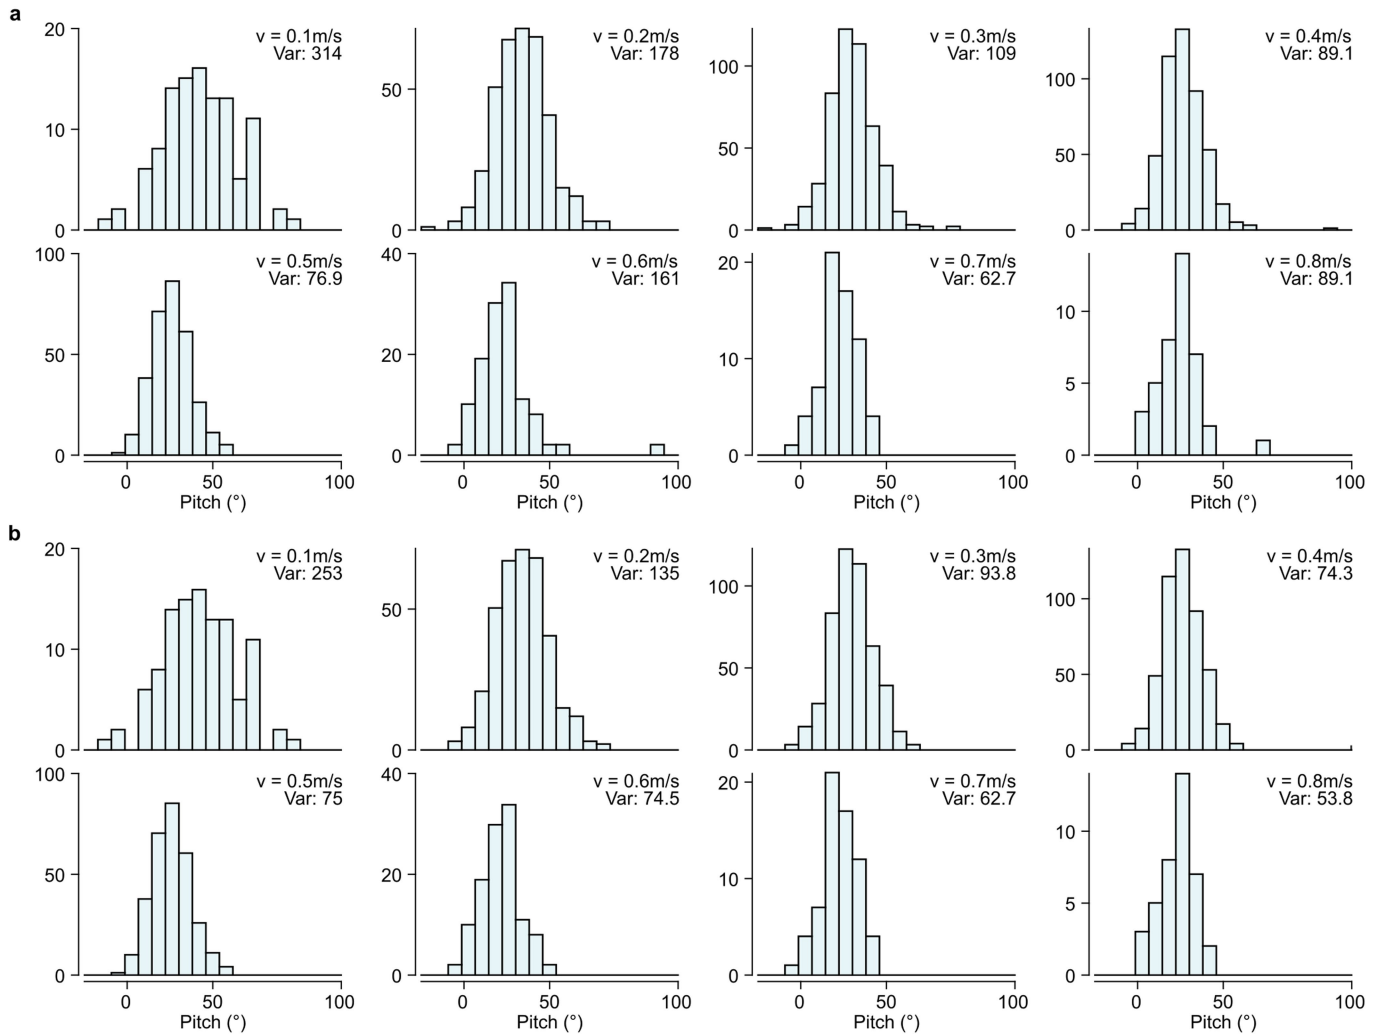 a
v = 0.1m/s
Var: 314
20
10
0
v = 0.2m/s
Var: 178
50
0
v = 0.3m/s
Var: 109
100
50
0
v = 0.4m/s
Var: 89.1
100
50
0
v = 0.5m/s
Var: 76.9
100
50
0
0 50 100
Pitch (°)
v = 0.6m/s
Var: 161
40
20
0
0 50 100
Pitch (°)
v = 0.7m/s
Var: 62.7
20
10
0
0 50 100
Pitch (°)
v = 0.8m/s
Var: 89.1
10
5
0
0 50 100
Pitch (°)
b
v = 0.1m/s
Var: 253
20
10
0
v = 0.2m/s
Var: 135
50
0
v = 0.3m/s
Var: 93.8
100
50
0
v = 0.4m/s
Var: 74.3
100
50
0
v = 0.5m/s
Var: 75
100
50
0
0 50 100
Pitch (°)
v = 0.6m/s
Var: 74.5
40
20
0
0 50 100
Pitch (°)
v = 0.7m/s
Var: 62.7
20
10
0
0 50 100
Pitch (°)
v = 0.8m/s
Var: 53.8
10
5
0
0 50 100
Pitch (°)